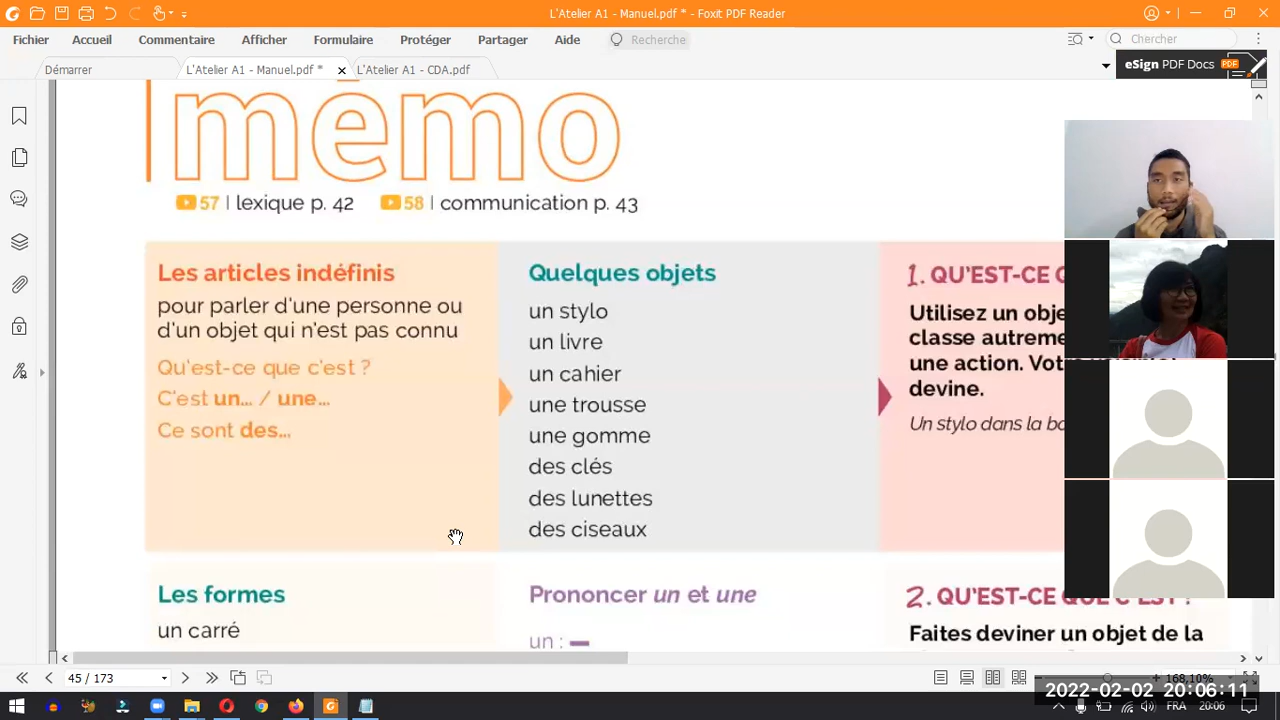 L'Atelier A1 - Manuel.pdf * - Foxit PDF Reader
Fichier Accueil Commentaire Afficher Formulaire Protéger Partager Aide Recherche Chercher
Démarrer L'Atelier A1 - Manuel.pdf * L'Atelier A1 - CDA.pdf eSign PDF Docs PDF
mémo
57 | lexique p. 42 58 | communication p. 43
Les articles indéfinis
pour parler d'une personne ou
d'un objet qui n'est pas connu
Qu'est-ce que c'est ?
C'est un... / une...
Ce sont des...
Quelques objets
un stylo
un livre
un cahier
une trousse
une gomme
des clés
des lunettes
des ciseaux
1. QU'EST-CE
Utilisez un obje
classe autreme
une action.
devine.
Un stylo dans la
Les formes
un carré
Prononcer un et une
un :
2. QU'EST-CE QUE C'EST ?
Faites deviner un objet de la
45 / 173 168,10%
2022-02-02 20:06:11
FRA 20:06